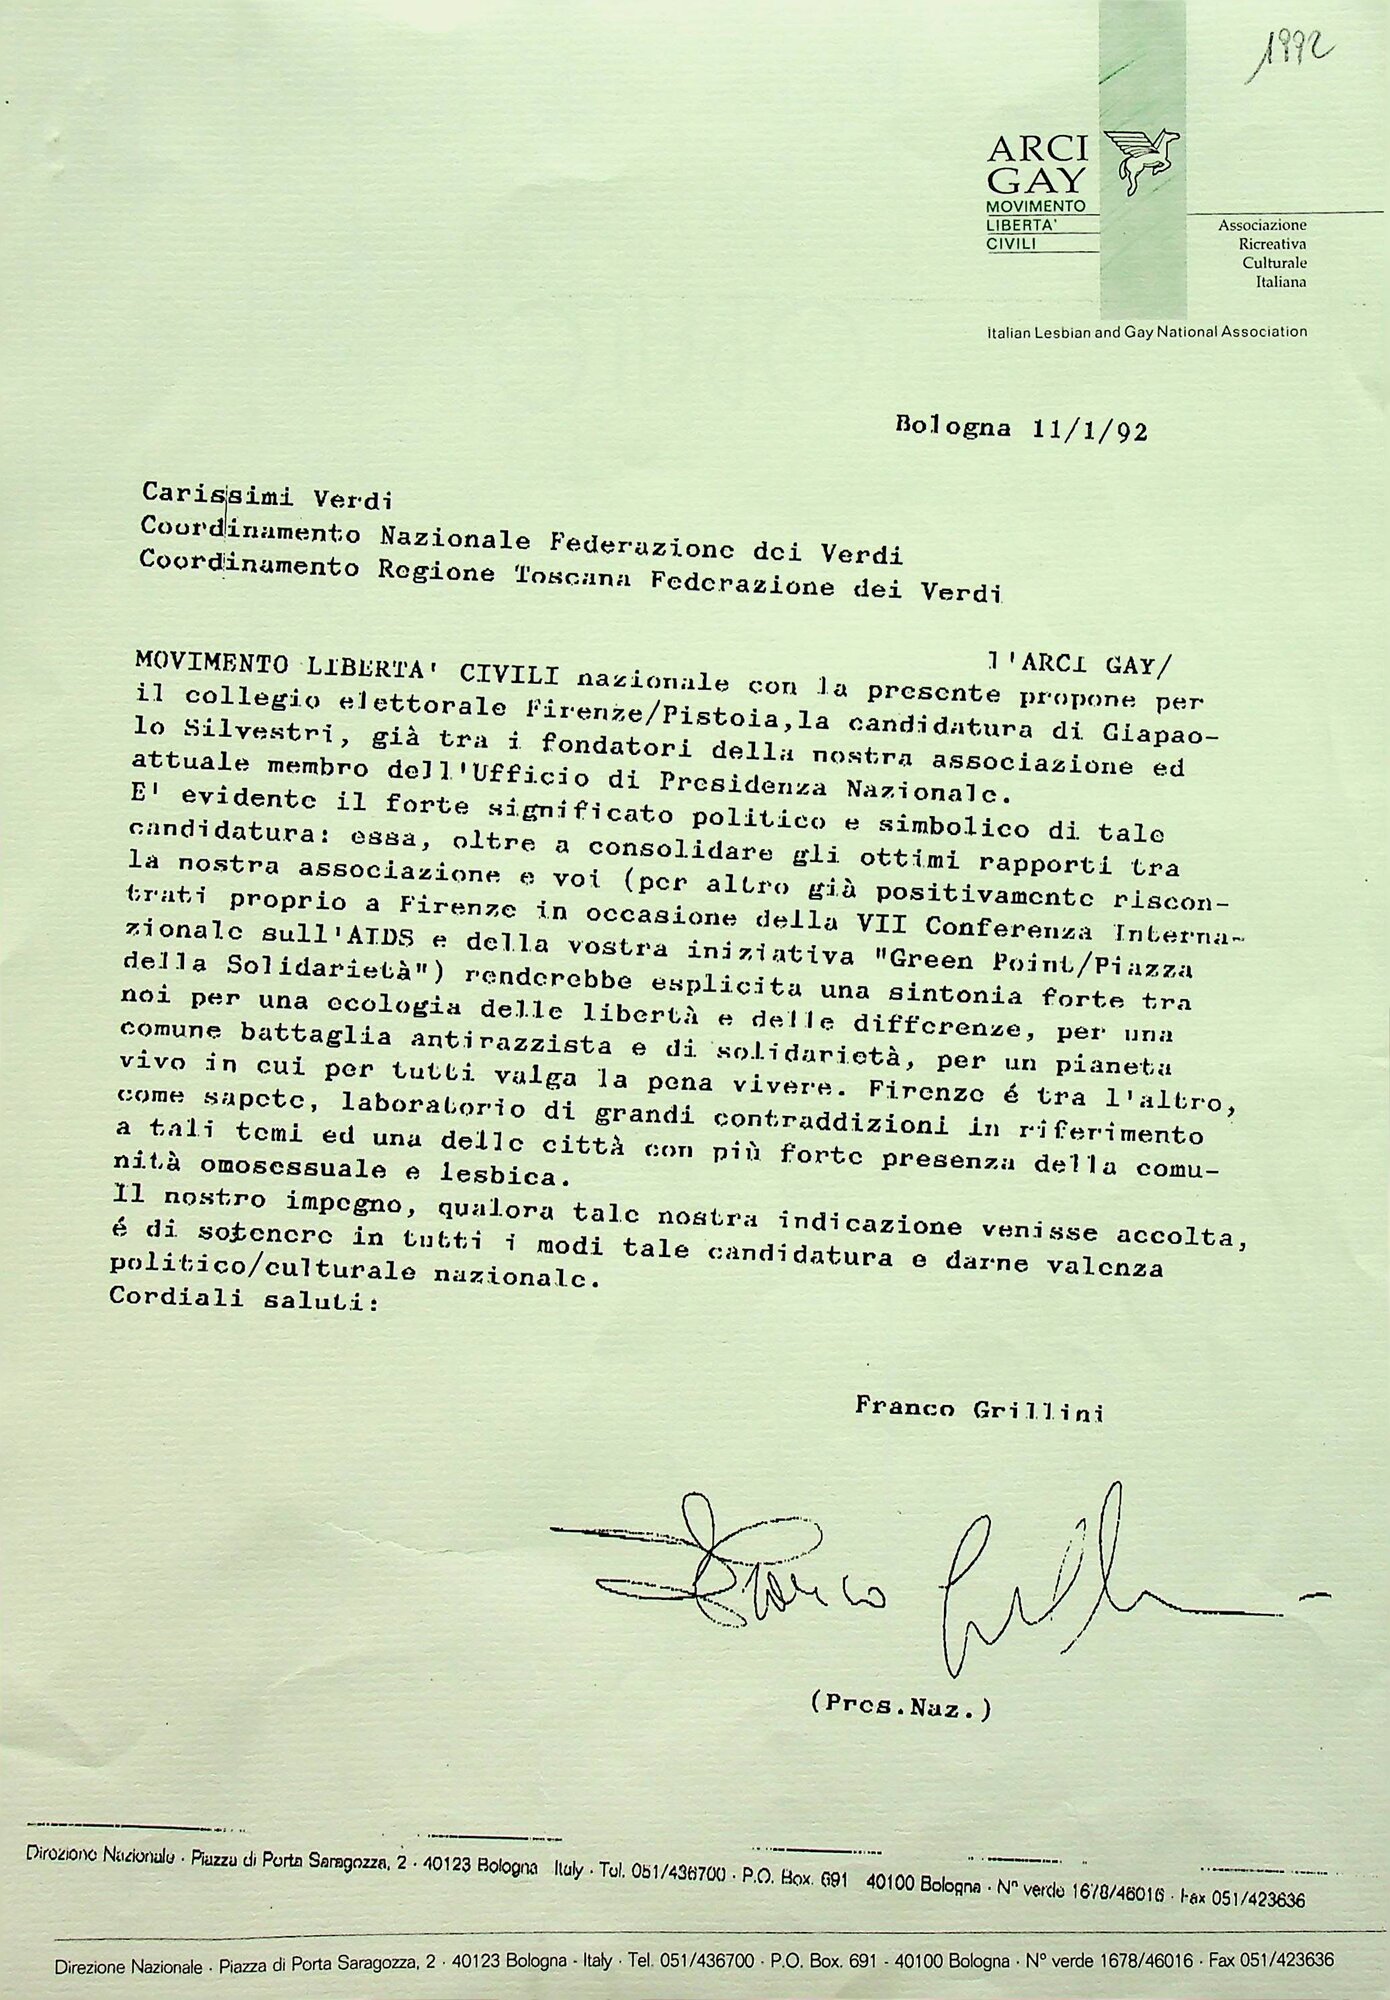 1992
ARCI
GAY
MOVIMENTO
LIBERTA'
CIVILI
Associazione
Ricreativa
Culturale
Italiana
Italian Lesbian and Gay National Association
Bologna 11/1/92
Carissimi Verdi
Coordinamento Nazionale Federazione dei Verdi
Coordinamento Regione Toscana Federazione dei Verdi
l'ARCI GAY/
MOVIMENTO LIBERTA' CIVILI nazionale con la presente propone per
il collegio elettorale Firenze/Pistoia,la candidatura di Giapao-
lo Silvestri, già tra i fondatori della nostra associazione ed
attuale membro dell'Ufficio di Presidenza Nazionale.
E' evidente il forte significato politico e simbolico di tale
candidatura: essa, oltre a consolidare gli ottimi rapporti tra
la nostra associazione e voi (per altro già positivamente riscon-
trati proprio a Firenze in occasione della VII Conferenza Interna-
zionale sull'AIDS e della vostra iniziativa "Green Point/Piazza
della Solidarietà") renderebbe esplicita una sintonia forte tra
noi per una ecologia delle libertà e delle differenze, per una
comune battaglia antirazzista e di solidarietà, per un pianeta
vivo in cui per tutti valga la pena vivere. Firenze é tra l'altro,
come sapete, laboratorio di grandi contraddizioni in riferimento
a tali temi ed una delle città con più forte presenza della comu-
nità omosessuale e lesbica.
Il nostro impegno, qualora tale nostra indicazione venisse accolta,
é di sotenere in tutti i modi tale candidatura e darne valenza
politico/culturale nazionale.
Cordiali saluti:
Franco Grillini
Franco Grillini
(Pres.Naz.)
Direzione Nazionale · Piazza di Porta Saragozza, 2 · 40123 Bologna Italy · Tel. 051/436700 · P.O. Box. 691 40100 Bologna · N° verde 1678/46016 · Fax 051/423636
Direzione Nazionale · Piazza di Porta Saragozza, 2 · 40123 Bologna - Italy · Tel. 051/436700 · P.O. Box. 691 - 40100 Bologna · N° verde 1678/46016 · Fax 051/423636